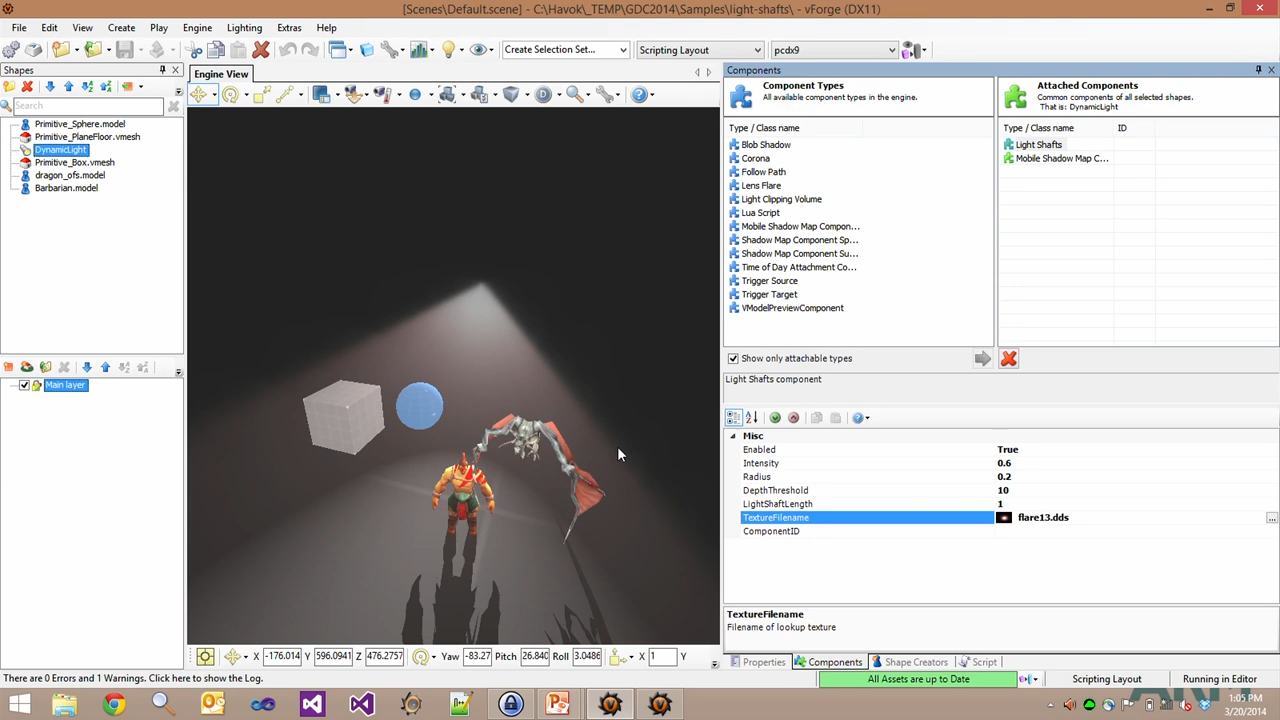 [Scenes\Default.scene] - C:\Havok\_TEMP\GDC2014\Samples\light-shafts\ - vForge (DX11)
File Edit View Create Play Engine Lighting Extras Help
Create Selection Set... Scripting Layout pcdx9
Shapes
Search
Primitive_Sphere.model
Primitive_PlaneFloor.vmesh
DynamicLight
Primitive_Box.vmesh
dragon_ofs.model
Barbarian.model
Main layer
Engine View
Components
Component Types
All available component types in the engine.
Type / Class name
Blob Shadow
Corona
Follow Path
Lens Flare
Light Clipping Volume
Lua Script
Mobile Shadow Map Compon...
Shadow Map Component Sp...
Shadow Map Component Su...
Time of Day Attachment Co...
Trigger Source
Trigger Target
VModelPreviewComponent
Attached Components
Common components of all selected shapes.
That is: DynamicLight
Type / Class name ID
Light Shafts
Mobile Shadow Map C...
Show only attachable types
Light Shafts component
Misc
Enabled True
Intensity 0.6
Radius 0.2
DepthThreshold 10
LightShaftLength 1
TextureFilename flare13.dds ...
ComponentID
TextureFilename
Filename of lookup texture
X -176.014 Y 596.0941 Z 476.2757 Yaw -83.27 Pitch 26.840 Roll 3.0486 X 1 Y
Properties Components Shape Creators Script
There are 0 Errors and 1 Warnings. Click here to show the Log.
All Assets are up to Date Scripting Layout Running in Editor
1:05 PM
3/20/2014